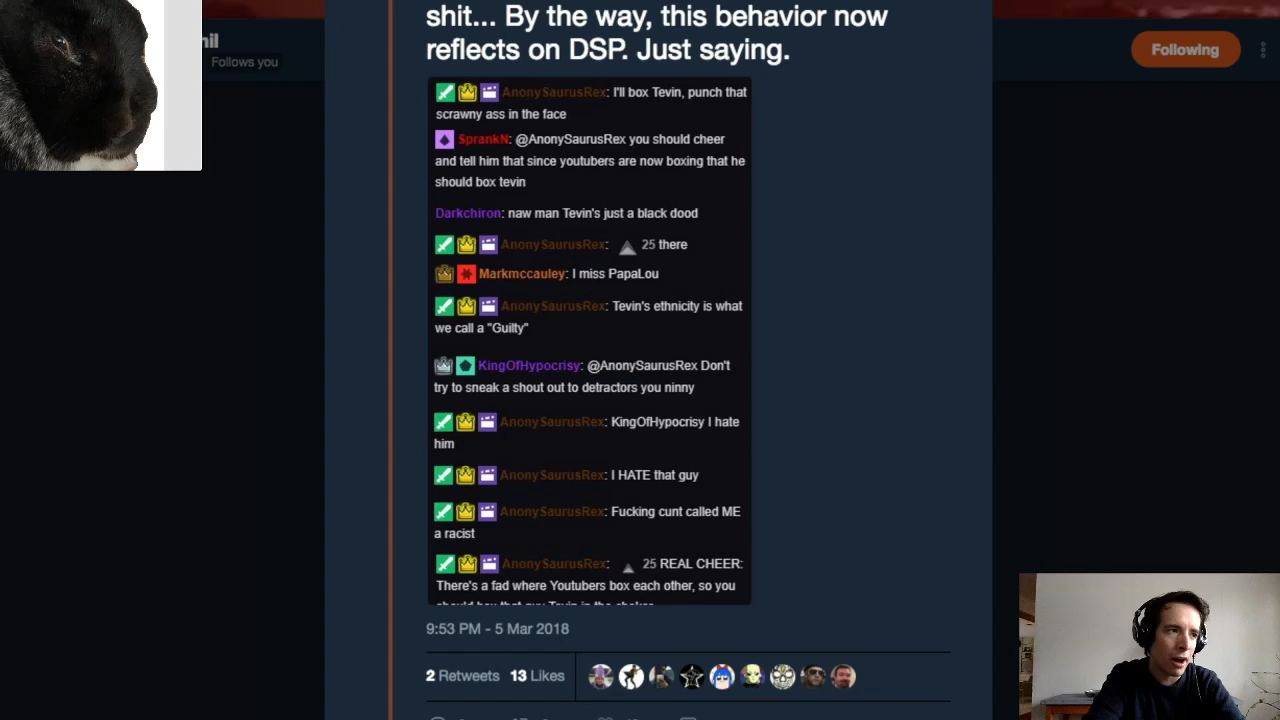 shit... By the way, this behavior now
reflects on DSP. Just saying.
Follows you
Following
AnonySaurusRex: I'll box Tevin, punch that
scrawny ass in the face
SprankN: @AnonySaurusRex you should cheer
and tell him that since youtubers are now boxing that he
should box tevin
Darkchiron: naw man Tevin's just a black dood
AnonySaurusRex: 25 there
Markmccauley: I miss PapaLou
AnonySaurusRex: Tevin's ethnicity is what
we call a "Guilty"
KingOfHypocrisy: @AnonySaurusRex Don't
try to sneak a shout out to detractors you ninny
AnonySaurusRex: KingOfHypocrisy I hate
him
AnonySaurusRex: I HATE that guy
AnonySaurusRex: Fucking cunt called ME
a racist
AnonySaurusRex: 25 REAL CHEER:
There's a fad where Youtubers box each other, so you
9:53 PM - 5 Mar 2018
2 Retweets 13 Likes